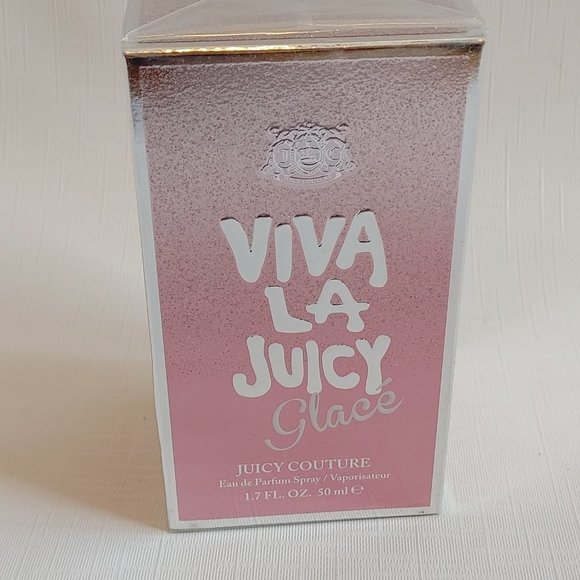 VIVA
LA
JUICY
Glacé
JUICY COUTURE
Eau de Parfum Spray / Vaporisateur
1.7 FL. OZ. 50 ml ℮